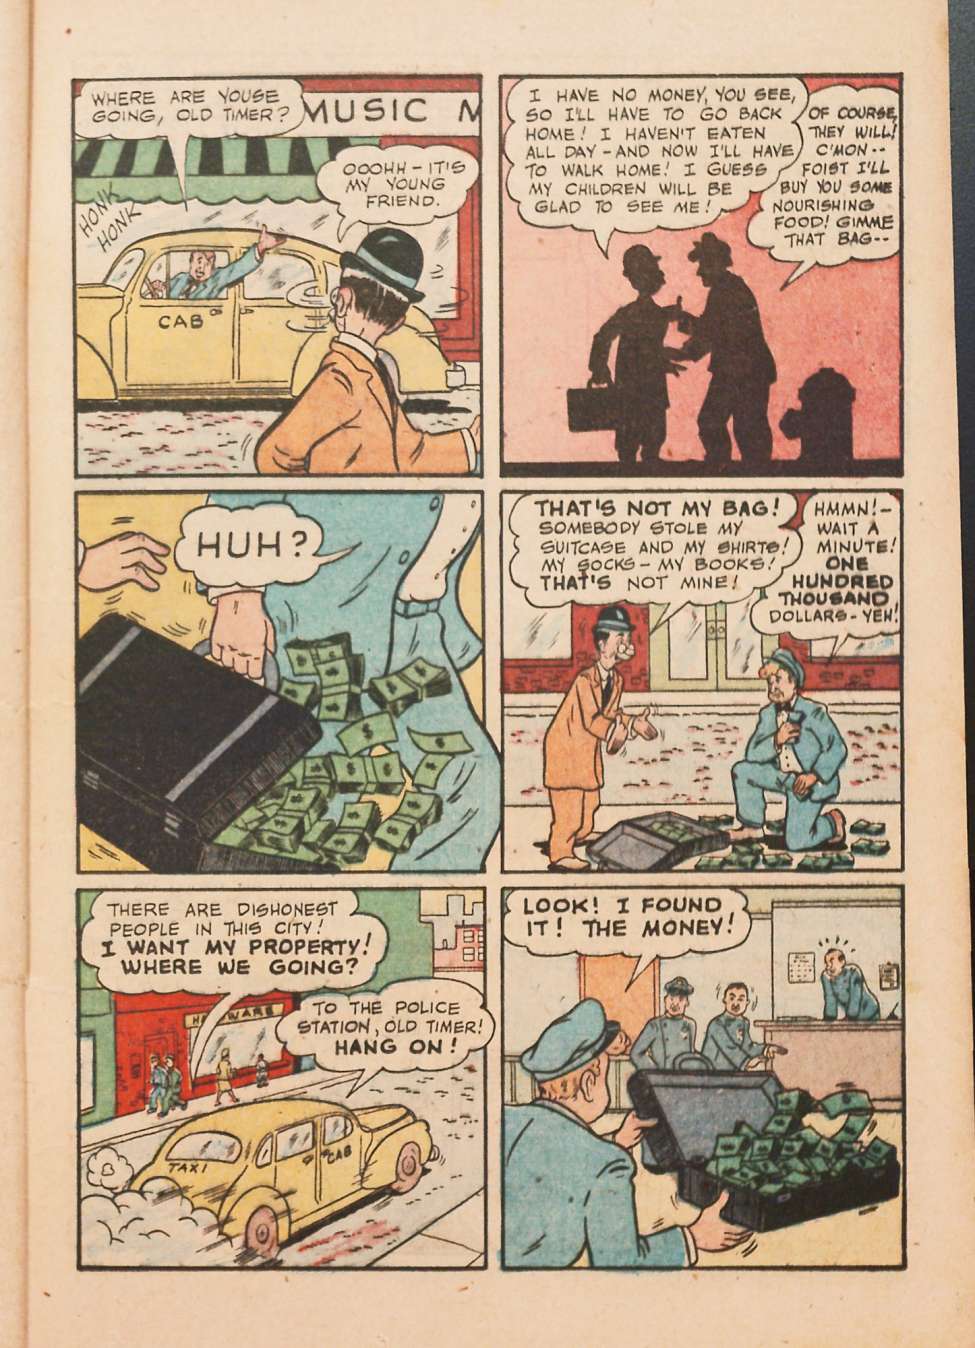 WHERE ARE YOUSE
GOING, OLD TIMER?
MUSIC M
HONK
HONK
OOOHH - IT'S
MY YOUNG
FRIEND.
CAB
I HAVE NO MONEY, YOU SEE,
SO I'LL HAVE TO GO BACK
HOME! I HAVEN'T EATEN
ALL DAY - AND NOW I'LL HAVE
TO WALK HOME! I GUESS
MY CHILDREN WILL BE
GLAD TO SEE ME!
OF COURSE,
THEY WILL!
C'MON --
FOIST I'LL
BUY YOU SOME
NOURISHING
FOOD! GIMME
THAT BAG --
HUH?
THAT'S NOT MY BAG!
SOMEBODY STOLE MY
SUITCASE AND MY SHIRTS!
MY SOCKS - MY BOOKS!
THAT'S NOT MINE!
HMMN! -
WAIT A
MINUTE!
ONE
HUNDRED
THOUSAND
DOLLARS - YEH!
THERE ARE DISHONEST
PEOPLE IN THIS CITY!
I WANT MY PROPERTY!
WHERE WE GOING?
HARDWARE
TO THE POLICE
STATION, OLD TIMER!
HANG ON!
TAXI
CAB
LOOK! I FOUND
IT! THE MONEY!